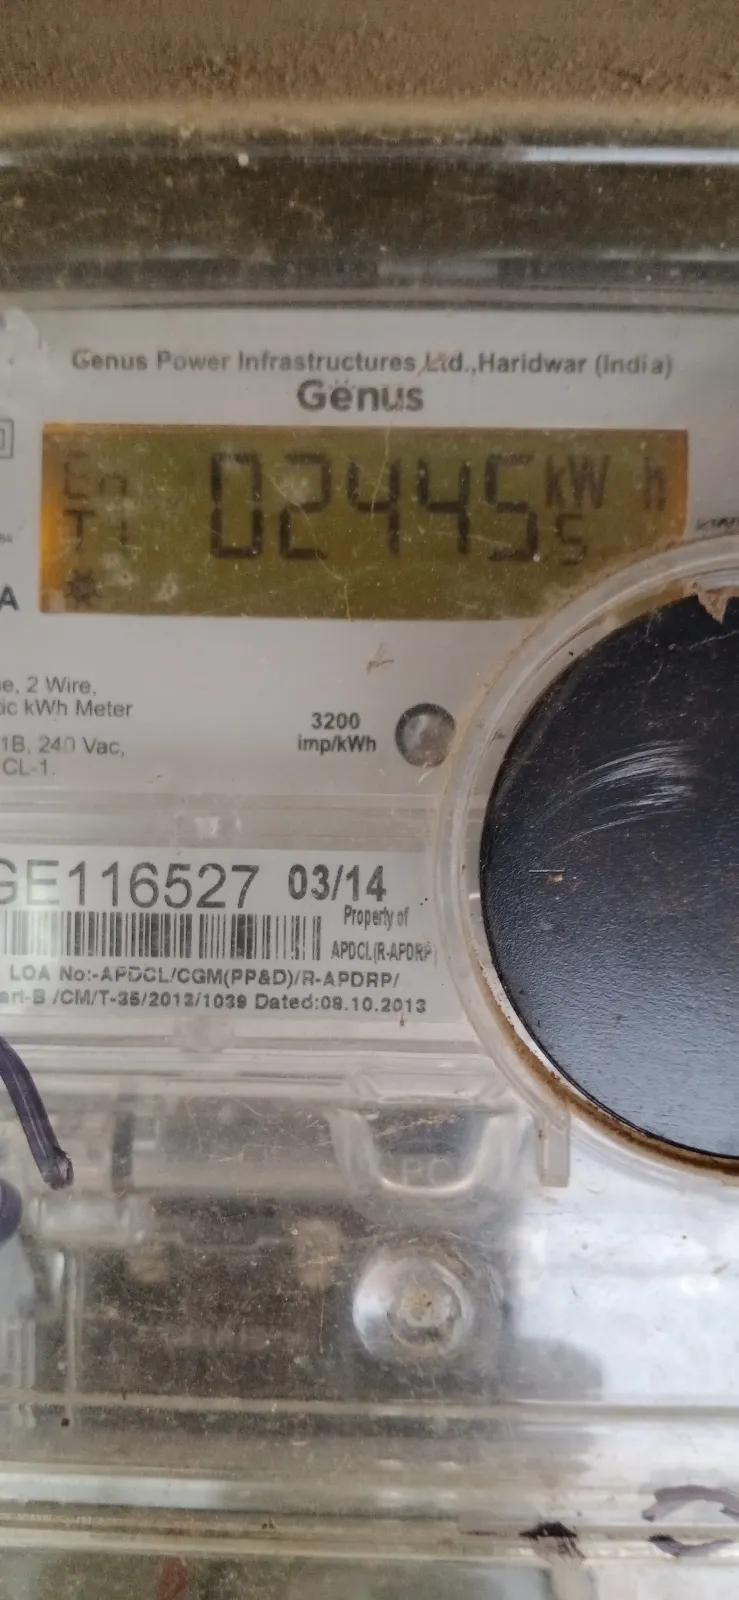 Genus Power Infrastructures Ltd.,Haridwar (India)
Genus
En 02445 kW h
T1 S
A
2 Wire,
kWh Meter
3200
imp/kWh
1B, 240 Vac,
CL-1.
GE116527 03/14
Property of
APDCL(R-APDRP)
LOA No:-APDCL/CGM(PP&D)/R-APDRP/
-B /CM/T-35/2013/1039 Dated:08.10.2013